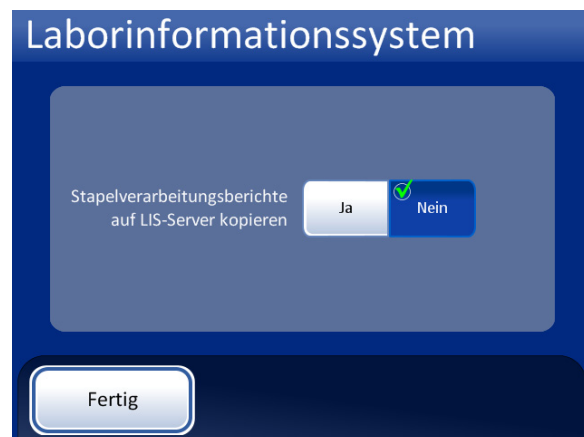 Laborinformationssystem
Stapelverarbeitungsberichte
auf LIS-Server kopieren
Ja
Nein
Fertig